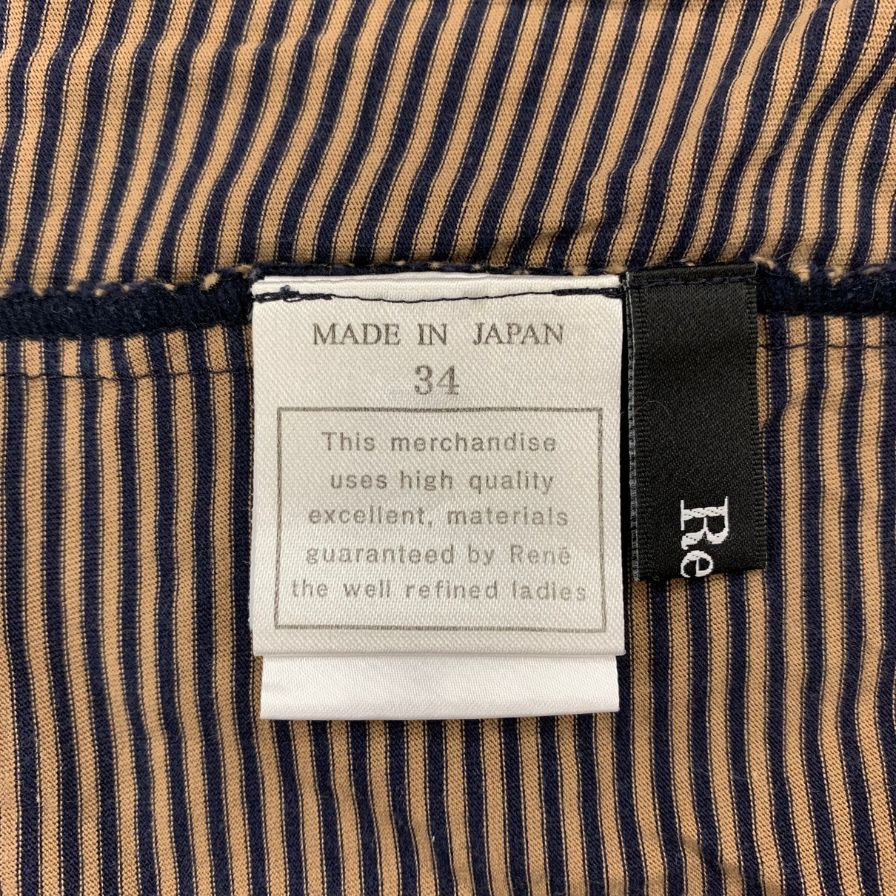 MADE IN JAPAN
34
This merchandise
uses high quality
excellent, materials
guaranteed by René
the well refined ladies
Re